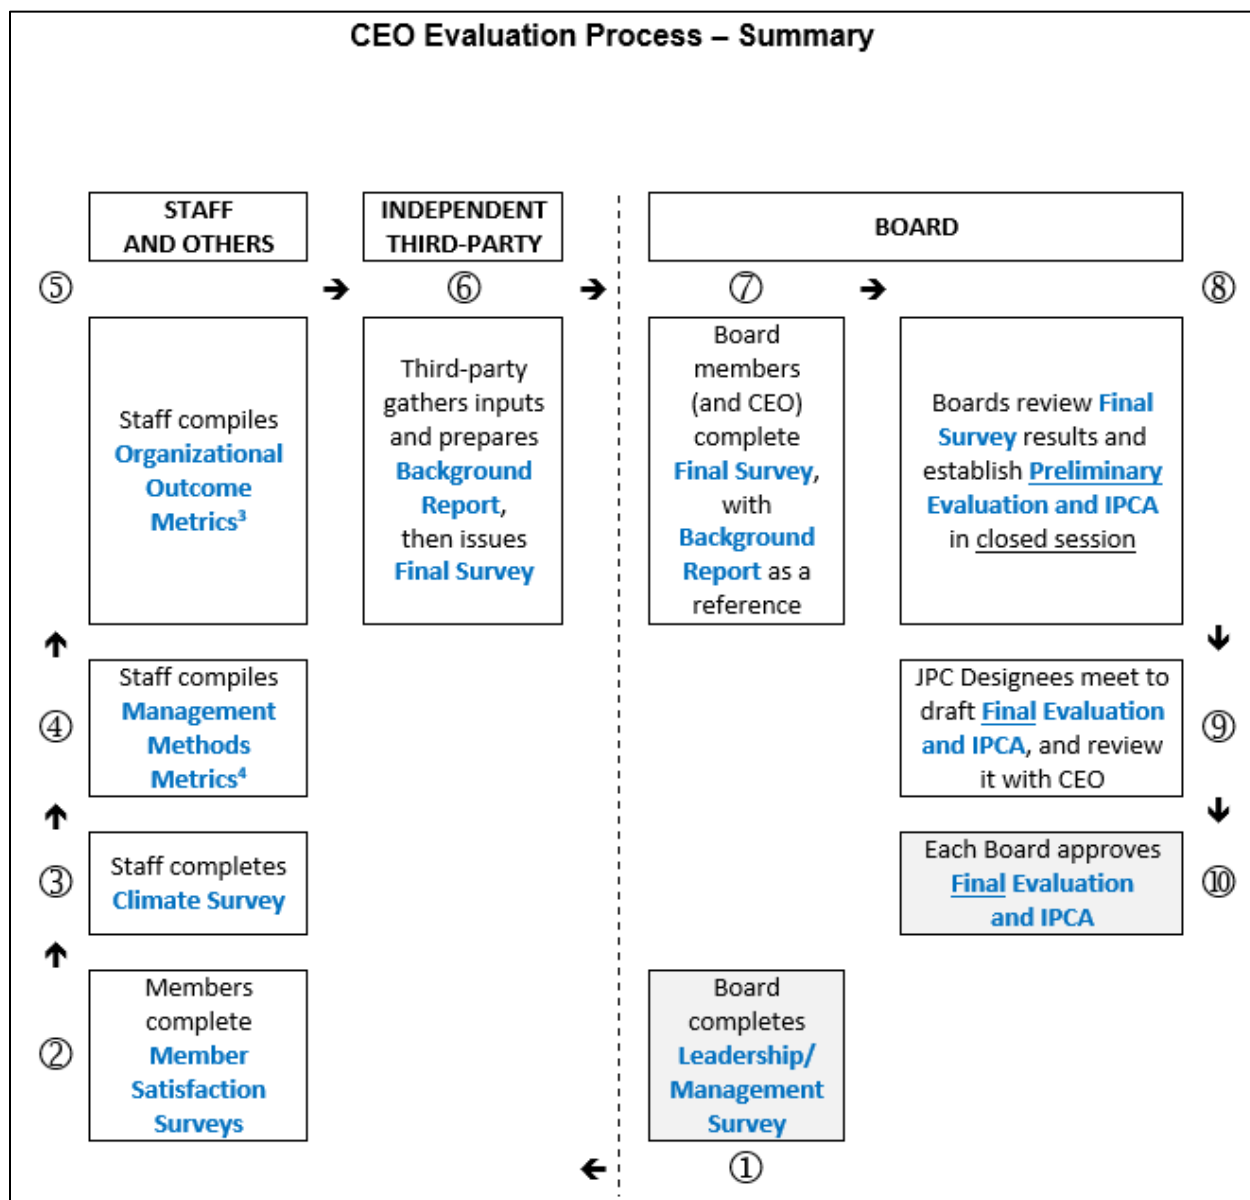 CEO Evaluation Process – Summary
STAFF
AND OTHERS
INDEPENDENT
THIRD-PARTY
BOARD
⑤
➔
⑥
➔
⑦
➔
⑧
Staff compiles
Organizational
Outcome
Metrics³
Third-party
gathers inputs
and prepares
Background
Report,
then issues
Final Survey
Board
members
(and CEO)
complete
Final Survey,
with
Background
Report as a
reference
Boards review Final
Survey results and
establish Preliminary
Evaluation and IPCA
in closed session
④
Staff compiles
Management
Methods
Metrics⁴
JPC Designees meet to
draft Final Evaluation
and IPCA, and review
it with CEO
⑨
③
Staff completes
Climate Survey
Each Board approves
Final Evaluation
and IPCA
⑩
②
Members
complete
Member
Satisfaction
Surveys
Board
completes
Leadership/
Management
Survey
①